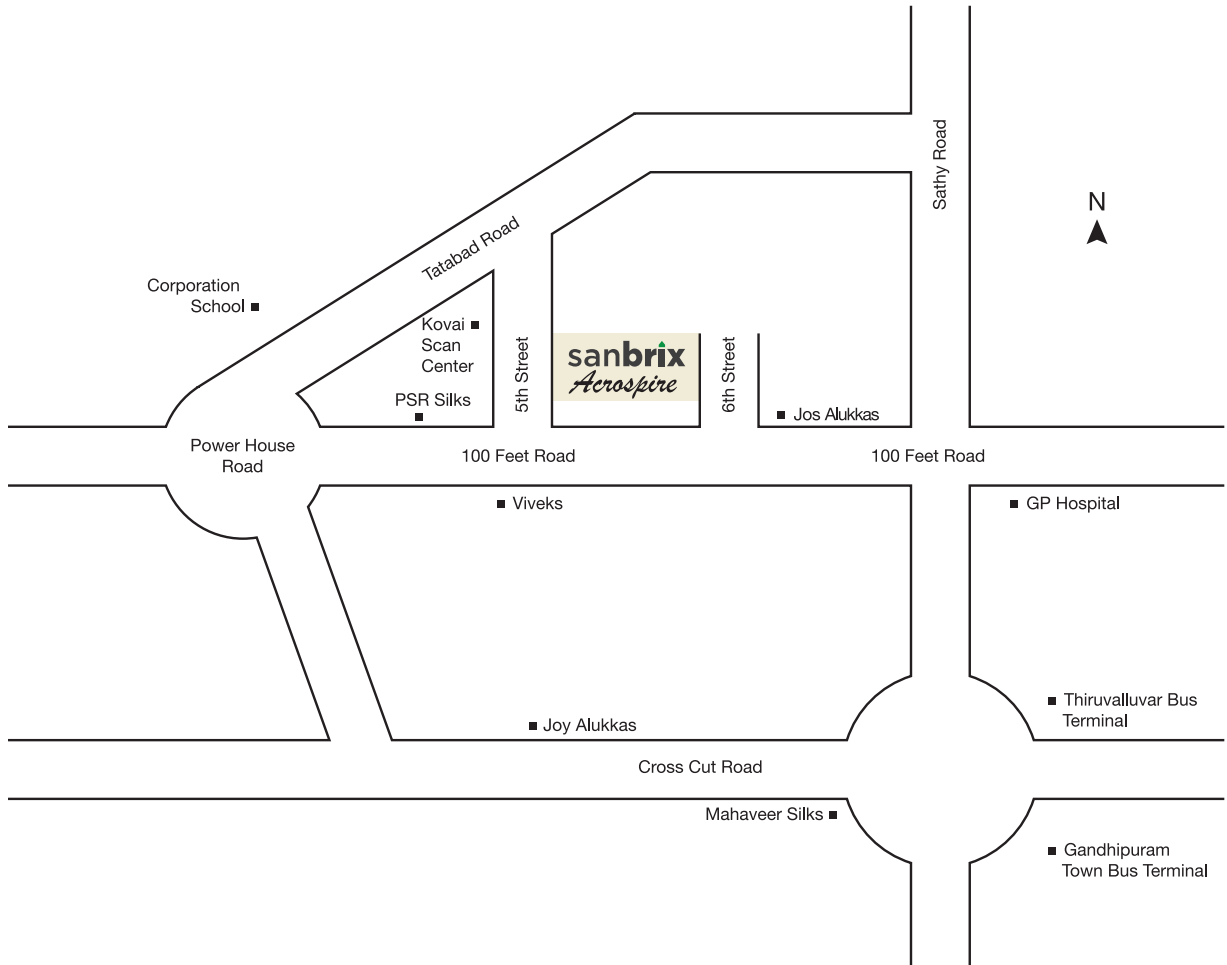 Sathy Road
N
Tatabad Road
Corporation
School
Kovai
Scan
Center
5th Street
sanbrix
Acrospire
6th Street
PSR Silks
Jos Alukkas
Power House
Road
100 Feet Road
100 Feet Road
Viveks
GP Hospital
Thiruvalluvar Bus
Terminal
Joy Alukkas
Cross Cut Road
Mahaveer Silks
Gandhipuram
Town Bus Terminal